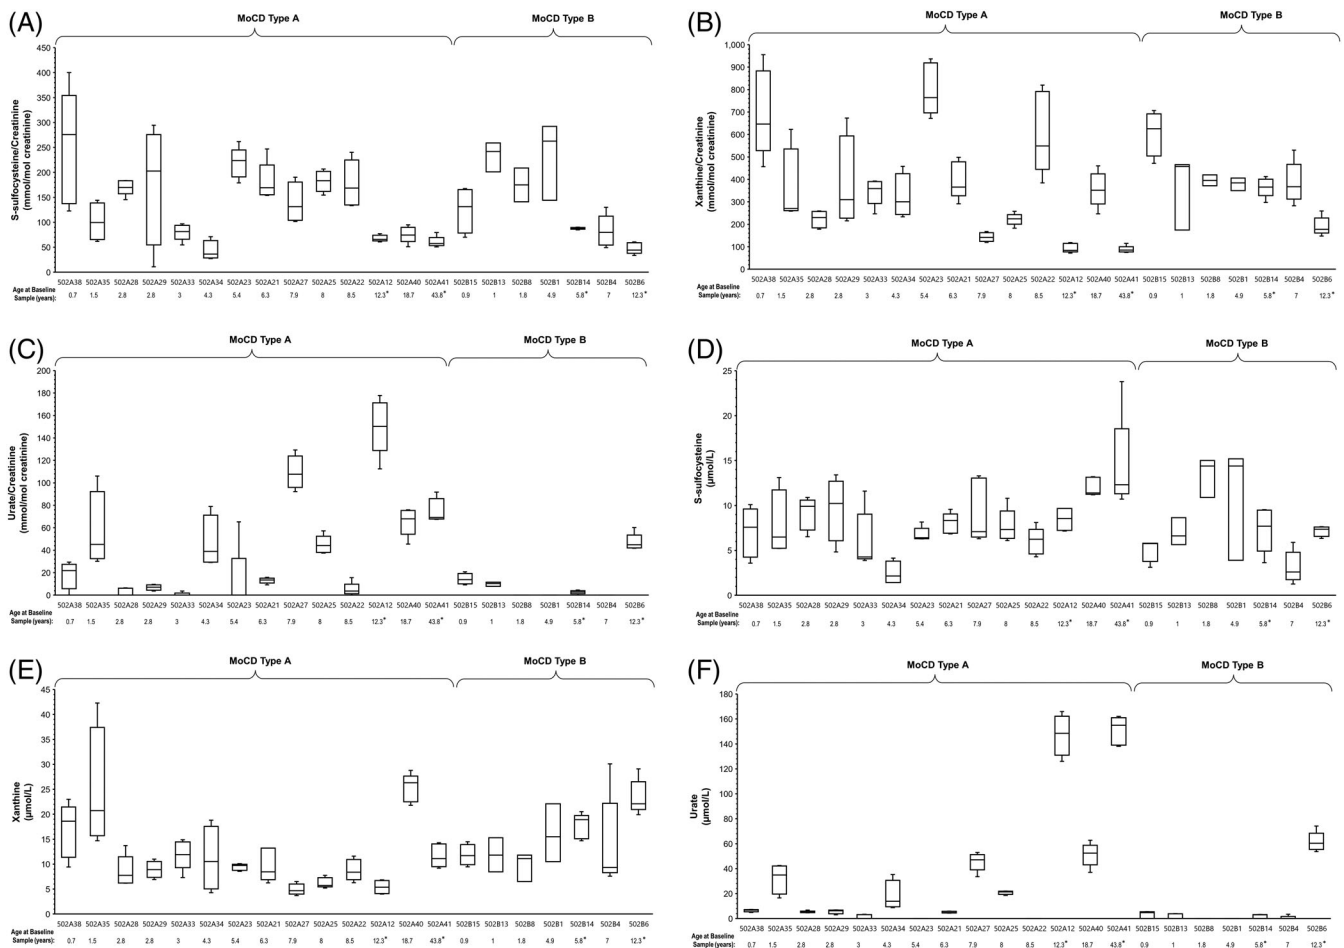 (A)
MoCD Type A MoCD Type B
S-sulfocysteine/Creatinine
(mmol/mol creatinine)
450
400
350
300
250
200
150
100
50
0
502A38 502A35 502A28 502A29 502A33 502A34 502A23 502A21 502A27 502A25 502A22 502A12 502A40 502A41 502B15 502B13 502B8 502B1 502B14 502B4 502B6
Age at Baseline
Sample (years): 0.7 1.5 2.8 2.8 3 4.3 5.4 6.3 7.9 8 8.5 12.3* 18.7 43.8* 0.9 1 1.8 4.9 5.8* 7 12.3*
(B)
MoCD Type A MoCD Type B
Xanthine/Creatinine
(mmol/mol creatinine)
1,000
900
800
700
600
500
400
300
200
100
0
502A38 502A35 502A28 502A29 502A33 502A34 502A23 502A21 502A27 502A25 502A22 502A12 502A40 502A41 502B15 502B13 502B8 502B1 502B14 502B4 502B6
Age at Baseline
Sample (years): 0.7 1.5 2.8 2.8 3 4.3 5.4 6.3 7.9 8 8.5 12.3* 18.7 43.8* 0.9 1 1.8 4.9 5.8* 7 12.3*
(C)
MoCD Type A MoCD Type B
Urate/Creatinine
(mmol/mol creatinine)
200
180
160
140
120
100
80
60
40
20
0
502A38 502A35 502A28 502A29 502A33 502A34 502A23 502A21 502A27 502A25 502A22 502A12 502A40 502A41 502B15 502B13 502B8 502B1 502B14 502B4 502B6
Age at Baseline
Sample (years): 0.7 1.5 2.8 2.8 3 4.3 5.4 6.3 7.9 8 8.5 12.3* 18.7 43.8* 0.9 1 1.8 4.9 5.8* 7 12.3*
(D)
MoCD Type A MoCD Type B
S-sulfocysteine
(µmol/L)
25
20
15
10
5
0
502A38 502A35 502A28 502A29 502A33 502A34 502A23 502A21 502A27 502A25 502A22 502A12 502A40 502A41 502B15 502B13 502B8 502B1 502B14 502B4 502B6
Age at Baseline
Sample (years): 0.7 1.5 2.8 2.8 3 4.3 5.4 6.3 7.9 8 8.5 12.3* 18.7 43.8* 0.9 1 1.8 4.9 5.8* 7 12.3*
(E)
MoCD Type A MoCD Type B
Xanthine
(µmol/L)
45
40
35
30
25
20
15
10
5
0
502A38 502A35 502A28 502A29 502A33 502A34 502A23 502A21 502A27 502A25 502A22 502A12 502A40 502A41 502B15 502B13 502B8 502B1 502B14 502B4 502B6
Age at Baseline
Sample (years): 0.7 1.5 2.8 2.8 3 4.3 5.4 6.3 7.9 8 8.5 12.3* 18.7 43.8* 0.9 1 1.8 4.9 5.8* 7 12.3*
(F)
MoCD Type A MoCD Type B
Urate
(µmol/L)
180
160
140
120
100
80
60
40
20
0
502A38 502A35 502A28 502A29 502A33 502A34 502A23 502A21 502A27 502A25 502A22 502A12 502A40 502A41 502B15 502B13 502B8 502B1 502B14 502B4 502B6
Age at Baseline
Sample (years): 0.7 1.5 2.8 2.8 3 4.3 5.4 6.3 7.9 8 8.5 12.3* 18.7 43.8* 0.9 1 1.8 4.9 5.8* 7 12.3*